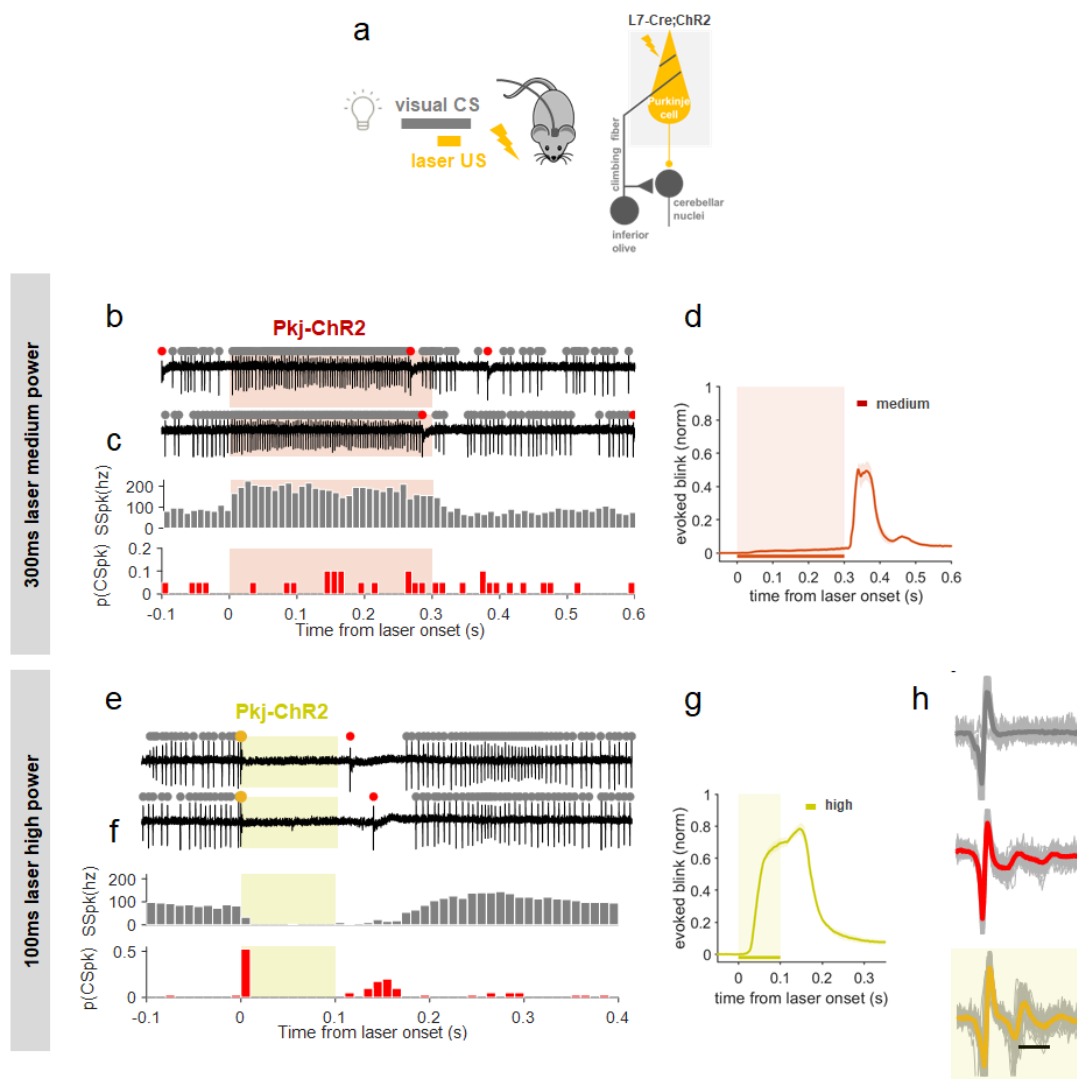 a
L7-Cre;ChR2
visual CS
laser US
Purkinje
cell
climbing fiber
cerebellar
nuclei
inferior
olive
300ms laser medium power
b
Pkj-ChR2
c
SSpk(hz)
200
100
0
p(CSpk)
0.2
0.1
0
-0.1
0
0.1
0.2
0.3
0.4
0.5
0.6
Time from laser onset (s)
d
medium
evoked blink (norm)
1
0.8
0.6
0.4
0.2
0
0
0.1
0.2
0.3
0.4
0.5
0.6
time from laser onset (s)
100ms laser high power
e
Pkj-ChR2
f
SSpk(hz)
200
100
0
p(CSpk)
0.5
0
-0.1
0
0.1
0.2
0.3
0.4
Time from laser onset (s)
g
high
evoked blink (norm)
1
0.8
0.6
0.4
0.2
0
0
0.1
0.2
0.3
time from laser onset (s)
h